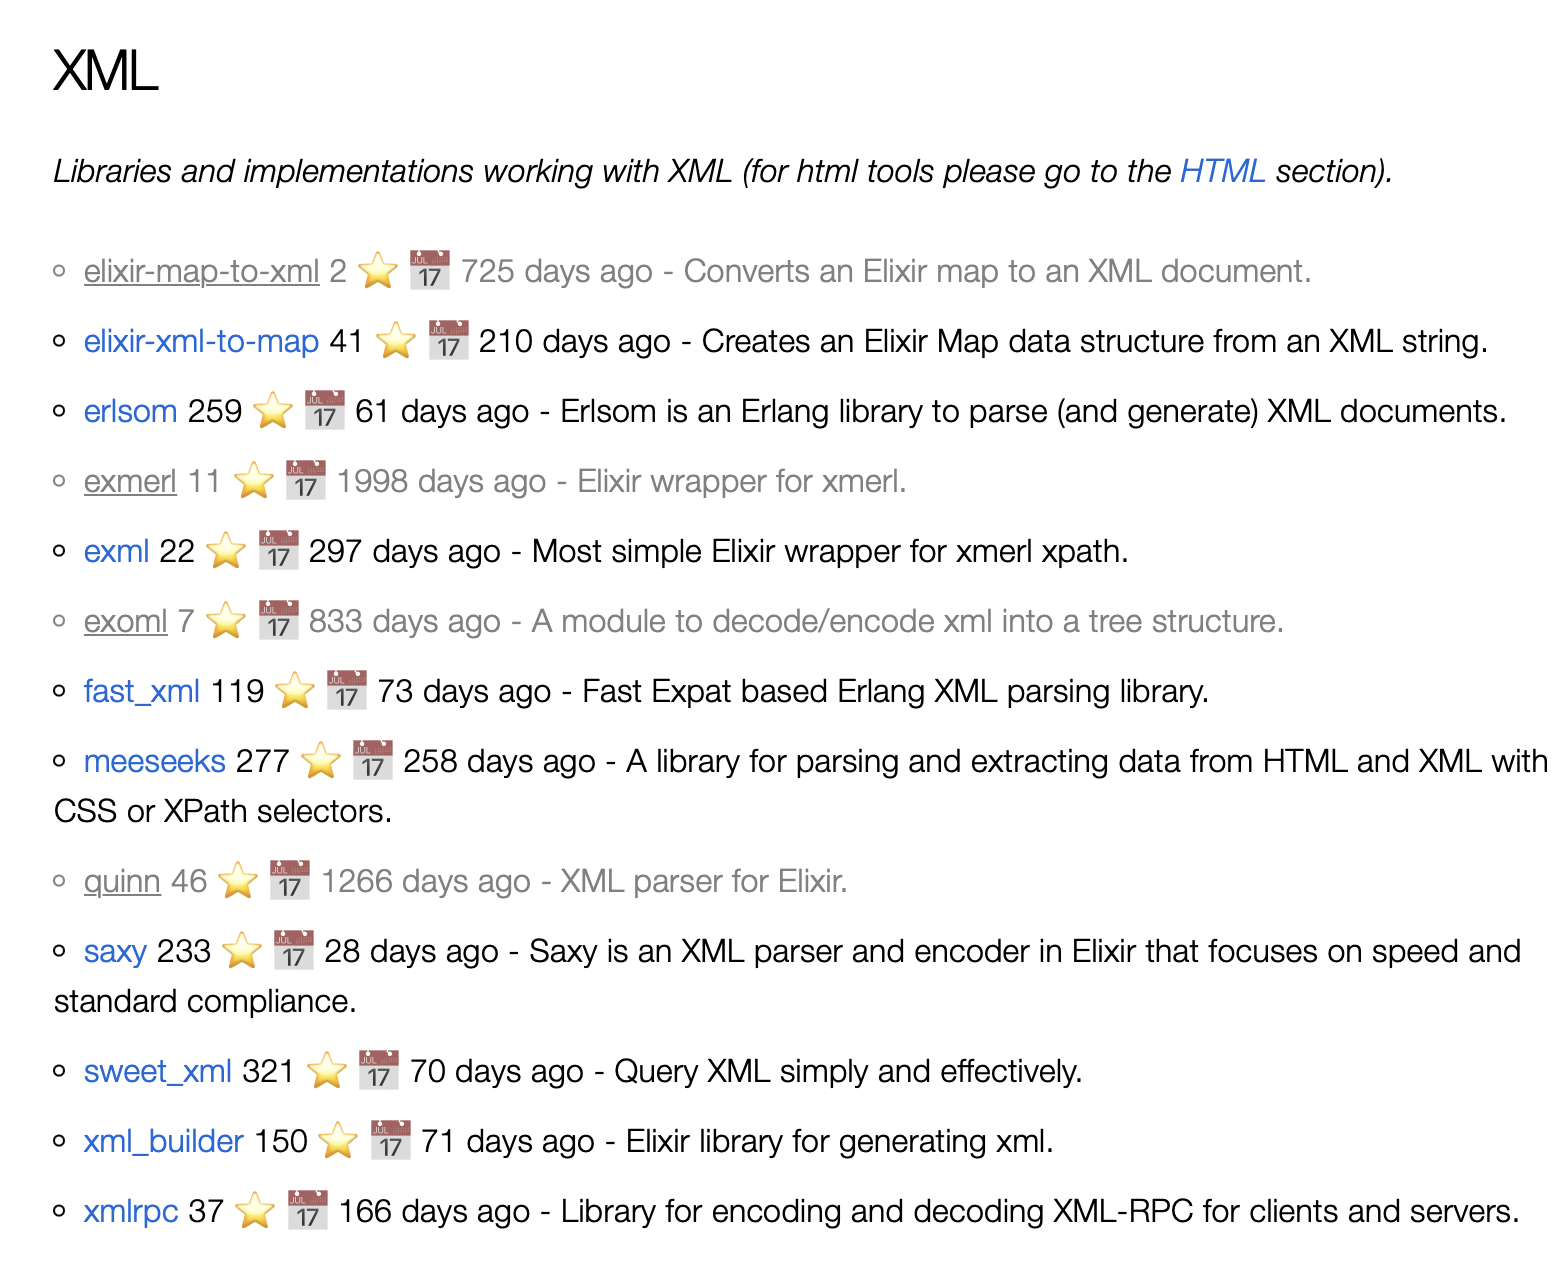 XML
Libraries and implementations working with XML (for html tools please go to the HTML section).
elixir-map-to-xml 2 ⭐ 📅 725 days ago - Converts an Elixir map to an XML document.
elixir-xml-to-map 41 ⭐ 📅 210 days ago - Creates an Elixir Map data structure from an XML string.
erlsom 259 ⭐ 📅 61 days ago - Erlsom is an Erlang library to parse (and generate) XML documents.
exmerl 11 ⭐ 📅 1998 days ago - Elixir wrapper for xmerl.
exml 22 ⭐ 📅 297 days ago - Most simple Elixir wrapper for xmerl xpath.
exoml 7 ⭐ 📅 833 days ago - A module to decode/encode xml into a tree structure.
fast_xml 119 ⭐ 📅 73 days ago - Fast Expat based Erlang XML parsing library.
meeseeks 277 ⭐ 📅 258 days ago - A library for parsing and extracting data from HTML and XML with
CSS or XPath selectors.
quinn 46 ⭐ 📅 1266 days ago - XML parser for Elixir.
saxy 233 ⭐ 📅 28 days ago - Saxy is an XML parser and encoder in Elixir that focuses on speed and
standard compliance.
sweet_xml 321 ⭐ 📅 70 days ago - Query XML simply and effectively.
xml_builder 150 ⭐ 📅 71 days ago - Elixir library for generating xml.
xmlrpc 37 ⭐ 📅 166 days ago - Library for encoding and decoding XML-RPC for clients and servers.